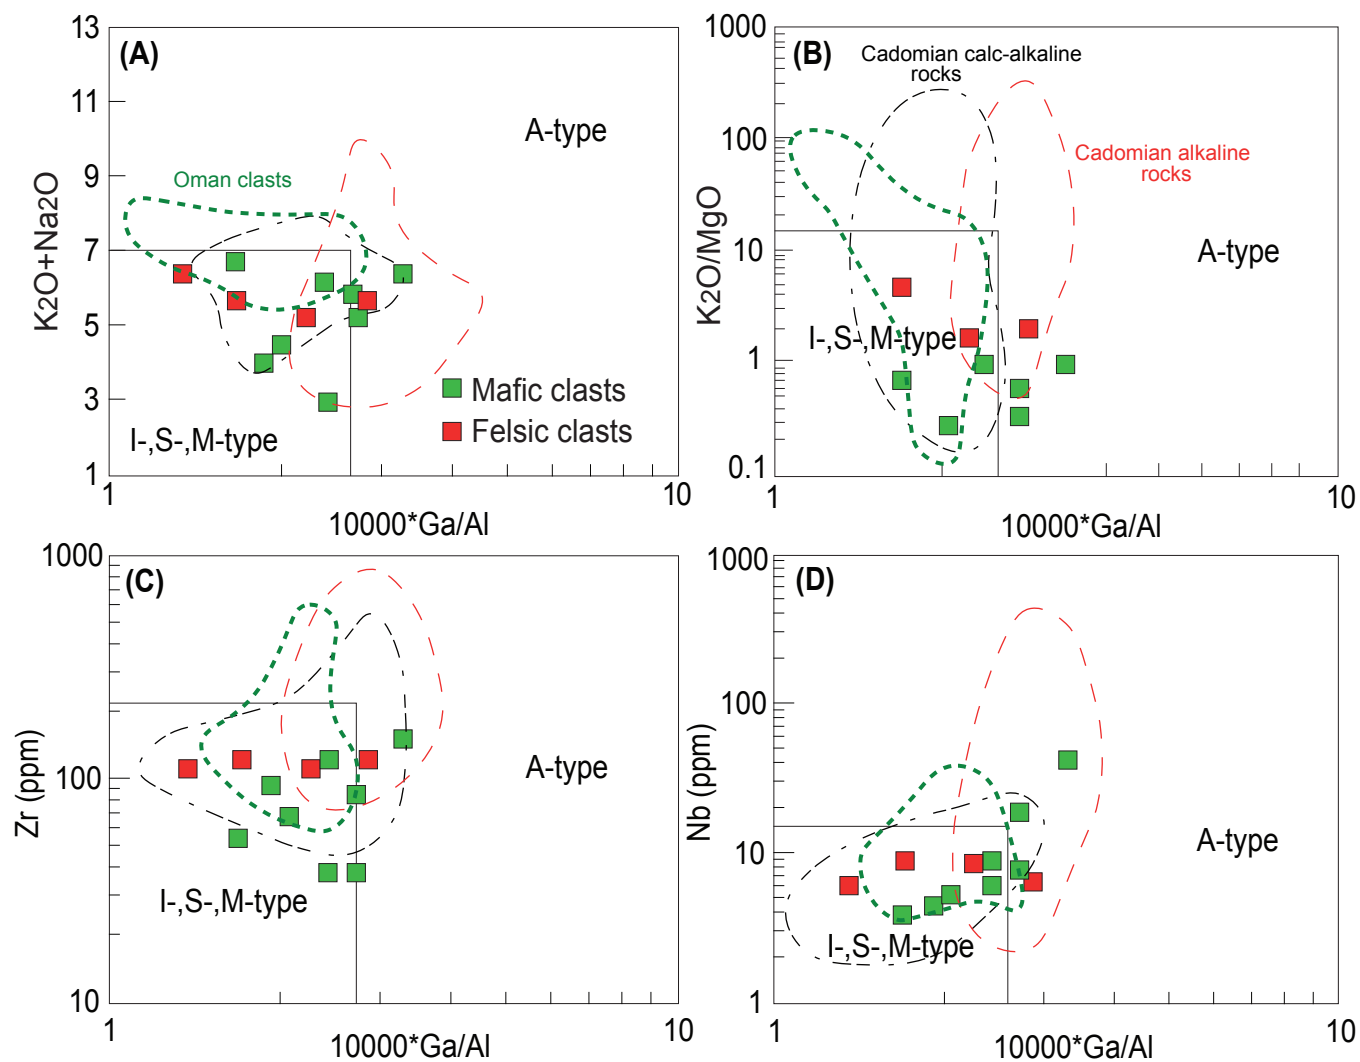 (A)
13
11
9
7
5
3
1
K2O+Na2O
A-type
Oman clasts
Mafic clasts
Felsic clasts
I-,S-,M-type
1
10
10000*Ga/Al
(B)
1000
100
10
1
0.1
K2O/MgO
Cadomian calc-alkaline
rocks
Cadomian alkaline
rocks
A-type
I-,S-,M-type
1
10
10000*Ga/Al
(C)
1000
100
10
Zr (ppm)
A-type
I-,S-,M-type
1
10
10000*Ga/Al
(D)
1000
100
10
1
Nb (ppm)
A-type
I-,S-,M-type
1
10
10000*Ga/Al